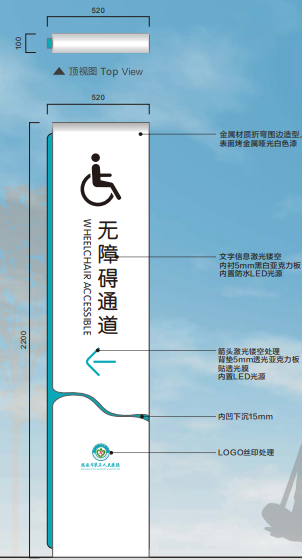 520
100
顶视图 Top View
520
金属材质折弯围边造型,
表面烤金属哑光白色漆
无障碍通道
WHEELCHAIR ACCESSIBLE
文字信息激光镂空
内衬5mm黑白亚克力板
内置防水LED光源
2200
箭头激光镂空处理
背垫5mm透光亚克力板
贴透光膜
内置LED光源
内凹下沉15mm
LOGO丝印处理